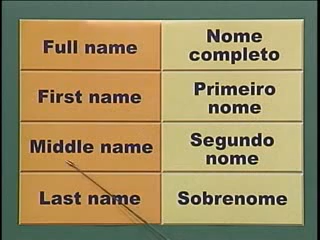 Full name
Nome
completo
First name
Primeiro
nome
Middle name
Segundo
nome
Last name
Sobrenome